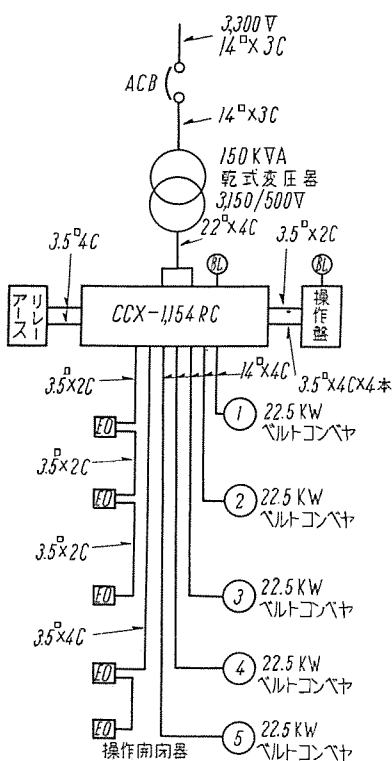 3,300V
14□×3C
ACB
14□×3C
150KVA
乾式変圧器
3,150/500V
22□×4C
3.5□4C
3.5□×2C
BL
BL
アース
リレー
CCX-1,154RC
操作盤
3.5□×2C
14□×4C
3.5□×4C×4本
EO
1
22.5KW
ベルトコンベヤ
3.5□×2C
EO
2
22.5KW
ベルトコンベヤ
3.5□×2C
EO
3
22.5KW
ベルトコンベヤ
3.5□×4C
EO
4
22.5KW
ベルトコンベヤ
EO
操作開閉器
5
22.5KW
ベルトコンベヤ